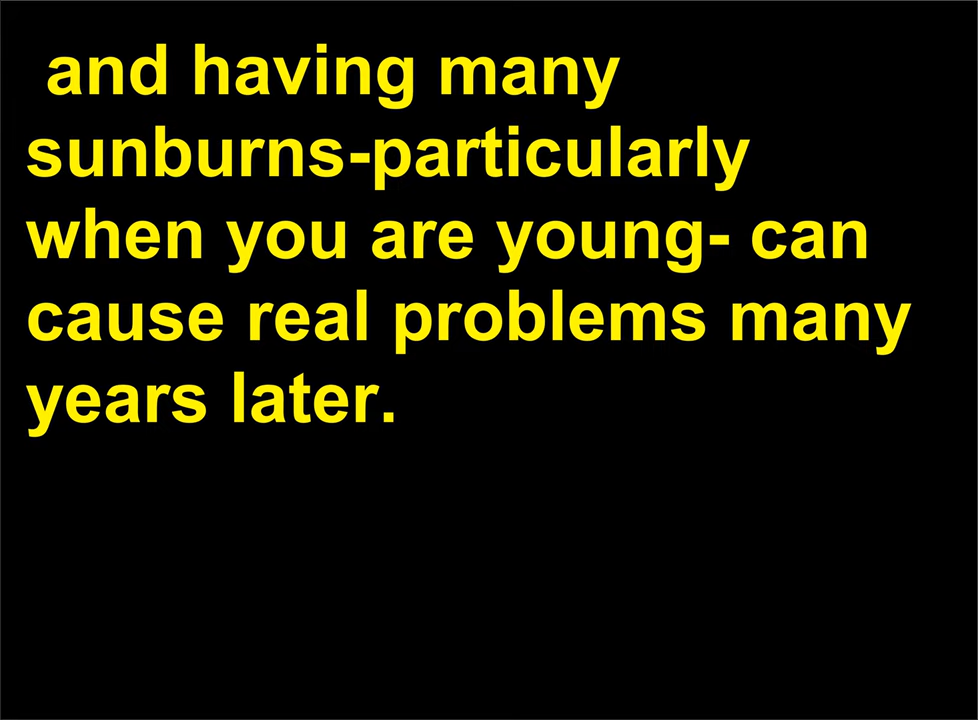 and having many
sunburns-particularly
when you are young- can
cause real problems many
years later.